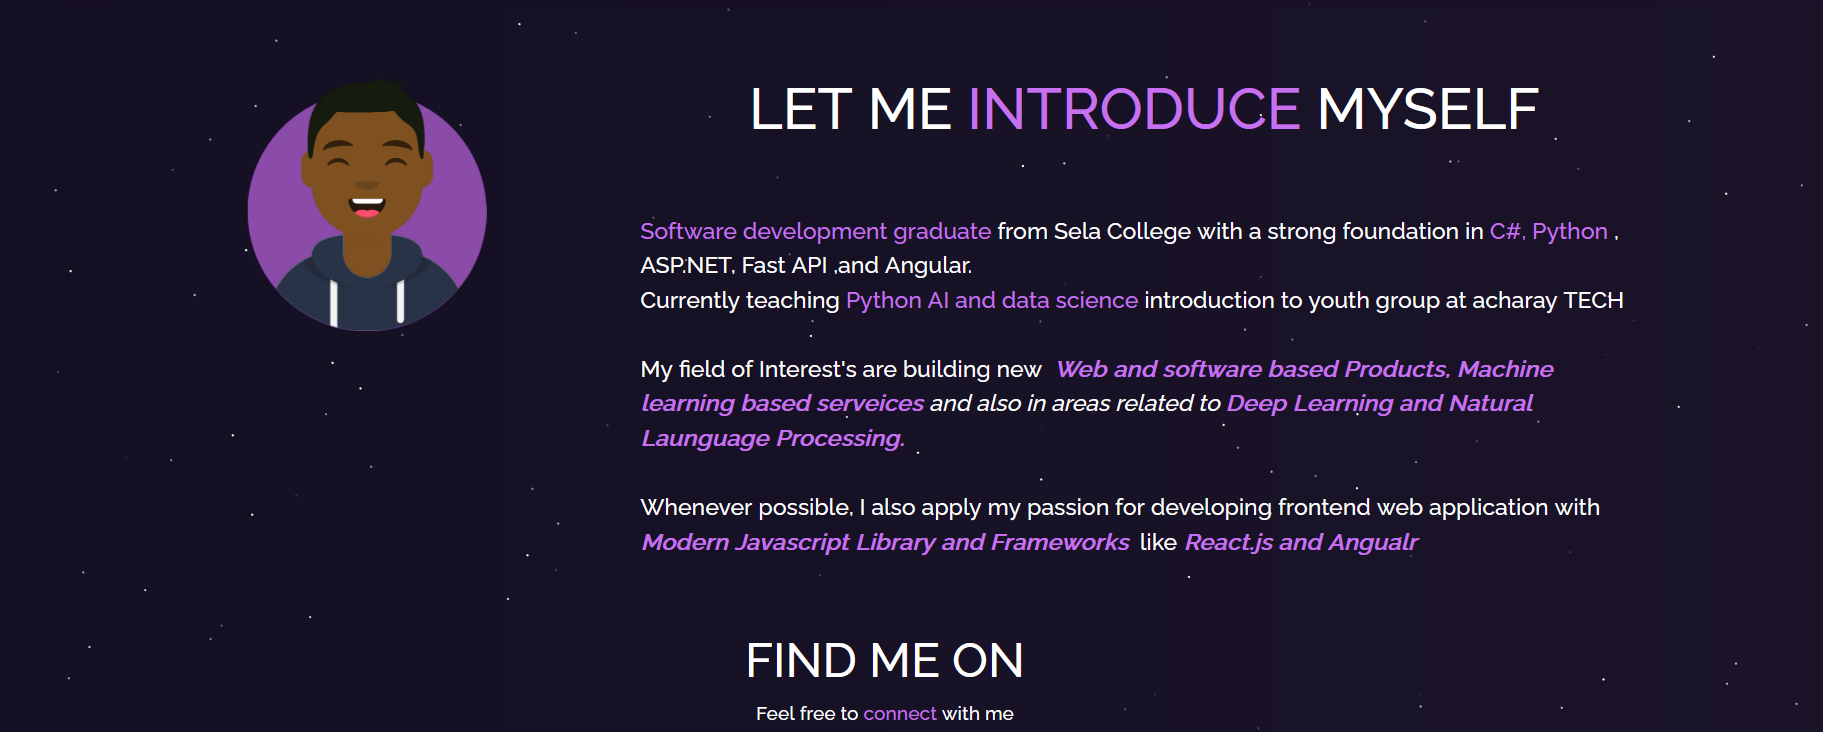 LET ME INTRODUCE MYSELF
Software development graduate from Sela College with a strong foundation in C#, Python ,
ASP.NET, Fast API ,and Angular.
Currently teaching Python AI and data science introduction to youth group at acharay TECH
My field of Interest's are building new Web and software based Products, Machine
learning based serveices and also in areas related to Deep Learning and Natural
Launguage Processing.
Whenever possible, I also apply my passion for developing frontend web application with
Modern Javascript Library and Frameworks like React.js and Angualr
FIND ME ON
Feel free to connect with me